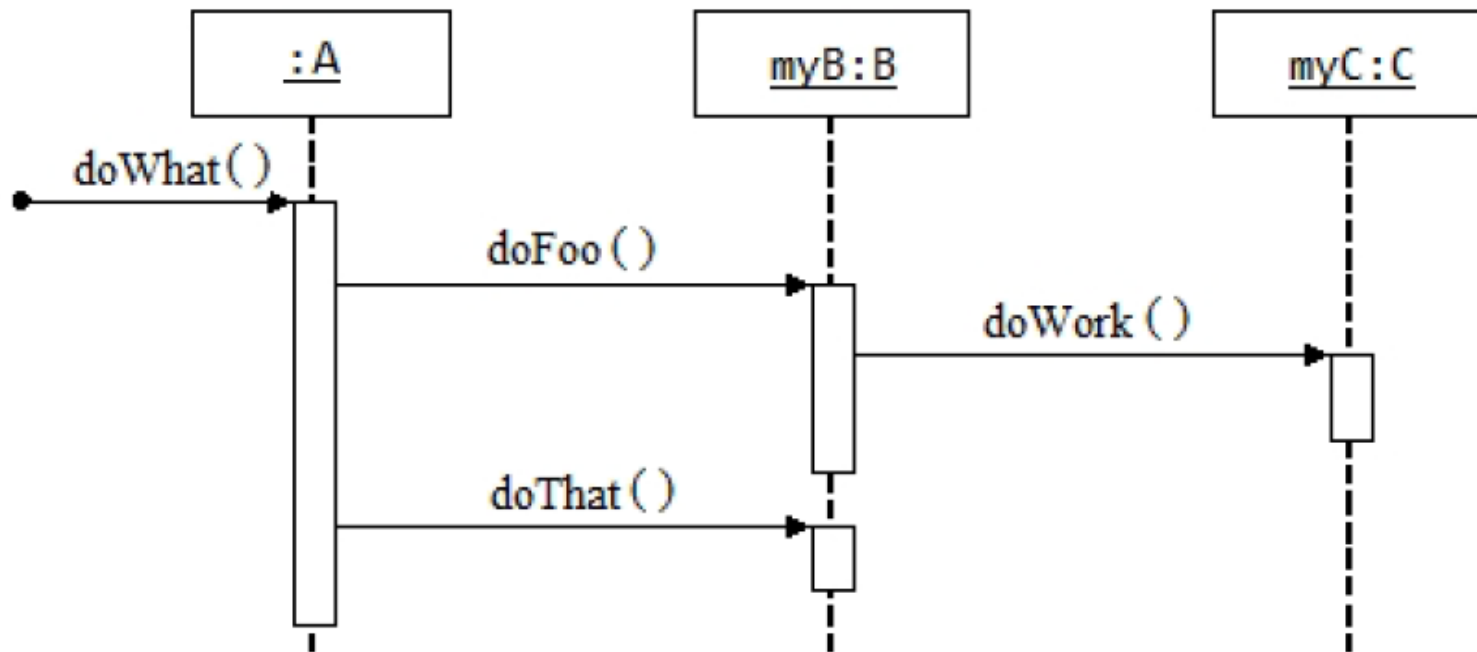 :A
myB:B
myC:C
doWhat()
doFoo()
doWork()
doThat()